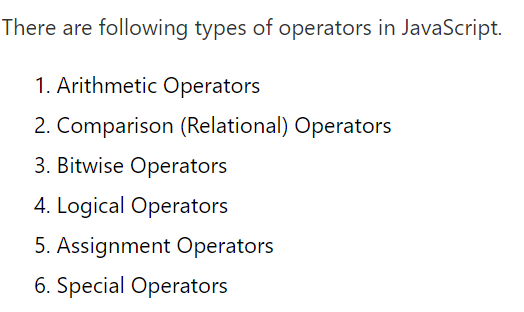 There are following types of operators in JavaScript.
1. Arithmetic Operators
2. Comparison (Relational) Operators
3. Bitwise Operators
4. Logical Operators
5. Assignment Operators
6. Special Operators